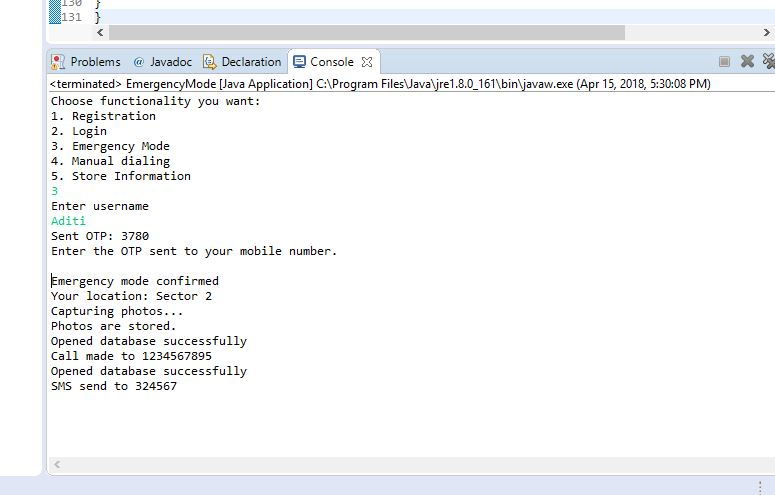 130 }
131 }
Problems @ Javadoc Declaration Console
<terminated> EmergencyMode [Java Application] C:\Program Files\Java\jre1.8.0_161\bin\javaw.exe (Apr 15, 2018, 5:30:08 PM)
Choose functionality you want:
1. Registration
2. Login
3. Emergency Mode
4. Manual dialing
5. Store Information
3
Enter username
Aditi
Sent OTP: 3780
Enter the OTP sent to your mobile number.
Emergency mode confirmed
Your location: Sector 2
Capturing photos...
Photos are stored.
Opened database successfully
Call made to 1234567895
Opened database successfully
SMS send to 324567